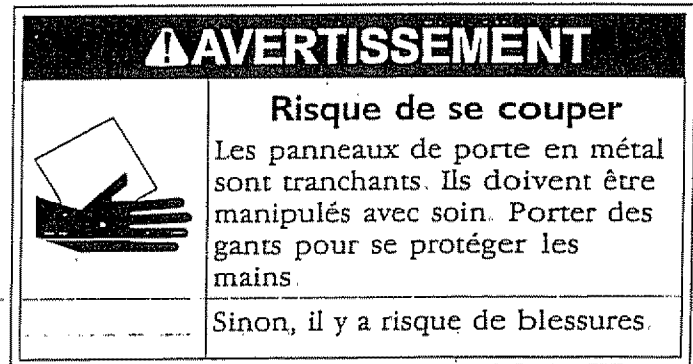 ⚠AVERTISSEMENT
Risque de se couper
Les panneaux de porte en métal
sont tranchants. Ils doivent être
manipulés avec soin. Porter des
gants pour se protéger les
mains.
Sinon, il y a risque de blessures.